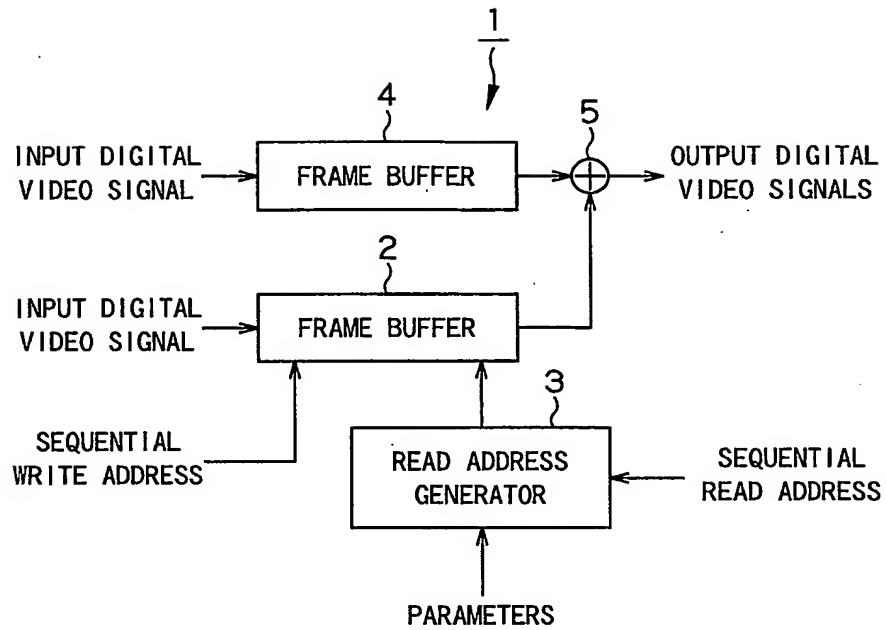 1
4
5
INPUT DIGITAL
VIDEO SIGNAL
FRAME BUFFER
OUTPUT DIGITAL
VIDEO SIGNALS
2
INPUT DIGITAL
VIDEO SIGNAL
FRAME BUFFER
3
SEQUENTIAL
WRITE ADDRESS
READ ADDRESS
GENERATOR
SEQUENTIAL
READ ADDRESS
PARAMETERS